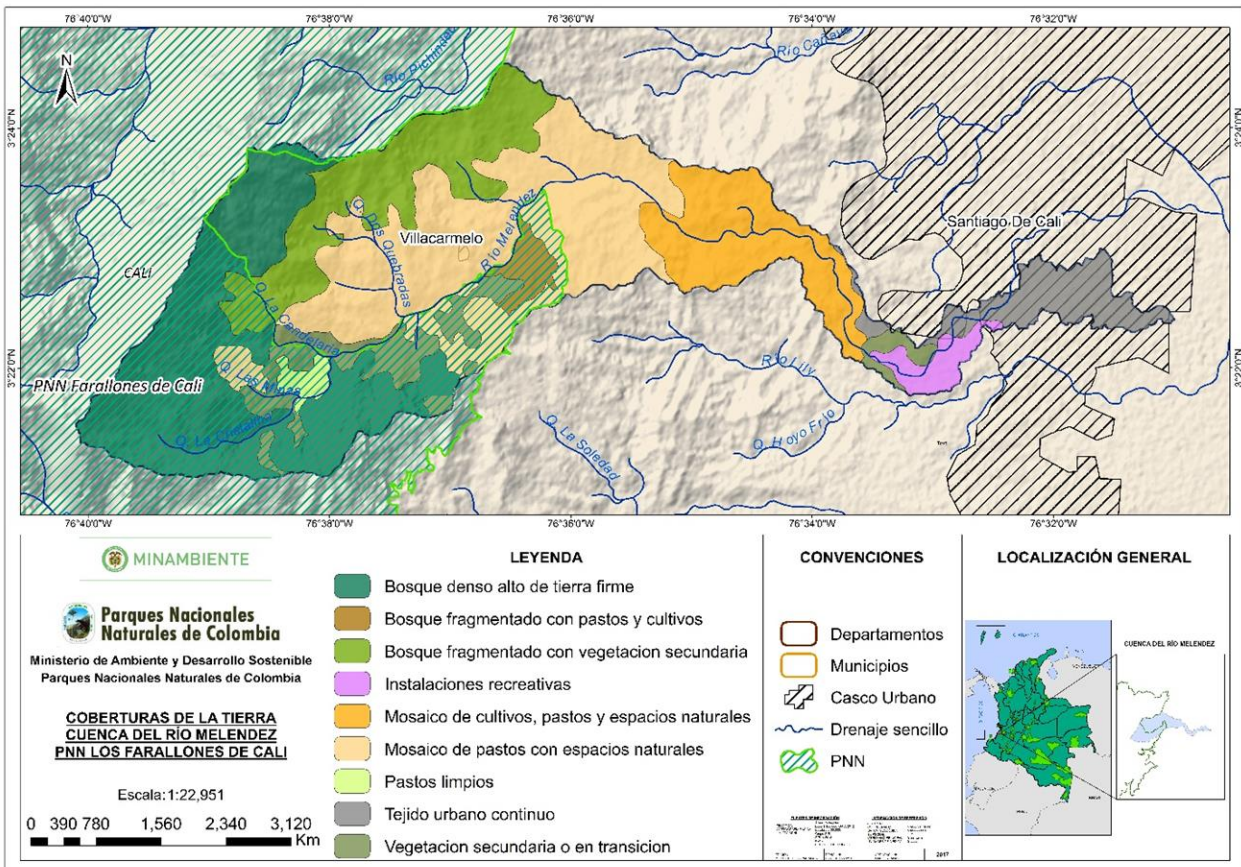 76°40'0"W
76°38'0"W
76°36'0"W
76°34'0"W
76°32'0"W
N
3°24'0"N
3°24'0"N
Río Pichinde
Villacarmelo
Q. Dos Quebradas
Río Melendez
Santiago De Cali
CALI
Q. La Candelaria
3°22'0"N
3°22'0"N
PNN Farallones de Cali
Q. Las Minas
Río Lily
Q. La Soledad
Q. Hoyo Frio
76°40'0"W
76°38'0"W
76°36'0"W
76°34'0"W
76°32'0"W
MINAMBIENTE
Parques Nacionales
Naturales de Colombia
Ministerio de Ambiente y Desarrollo Sostenible
Parques Nacionales Naturales de Colombia
COBERTURAS DE LA TIERRA
CUENCA DEL RÍO MELENDEZ
PNN LOS FARALLONES DE CALI
Escala:1:22,951
0 390 780 1,560 2,340 3,120
Km
LEYENDA
Bosque denso alto de tierra firme
Bosque fragmentado con pastos y cultivos
Bosque fragmentado con vegetacion secundaria
Instalaciones recreativas
Mosaico de cultivos, pastos y espacios naturales
Mosaico de pastos con espacios naturales
Pastos limpios
Tejido urbano continuo
Vegetacion secundaria o en transicion
CONVENCIONES
Departamentos
Municipios
Casco Urbano
Drenaje sencillo
PNN
2017
LOCALIZACIÓN GENERAL
CUENCA DEL RÍO MELENDEZ